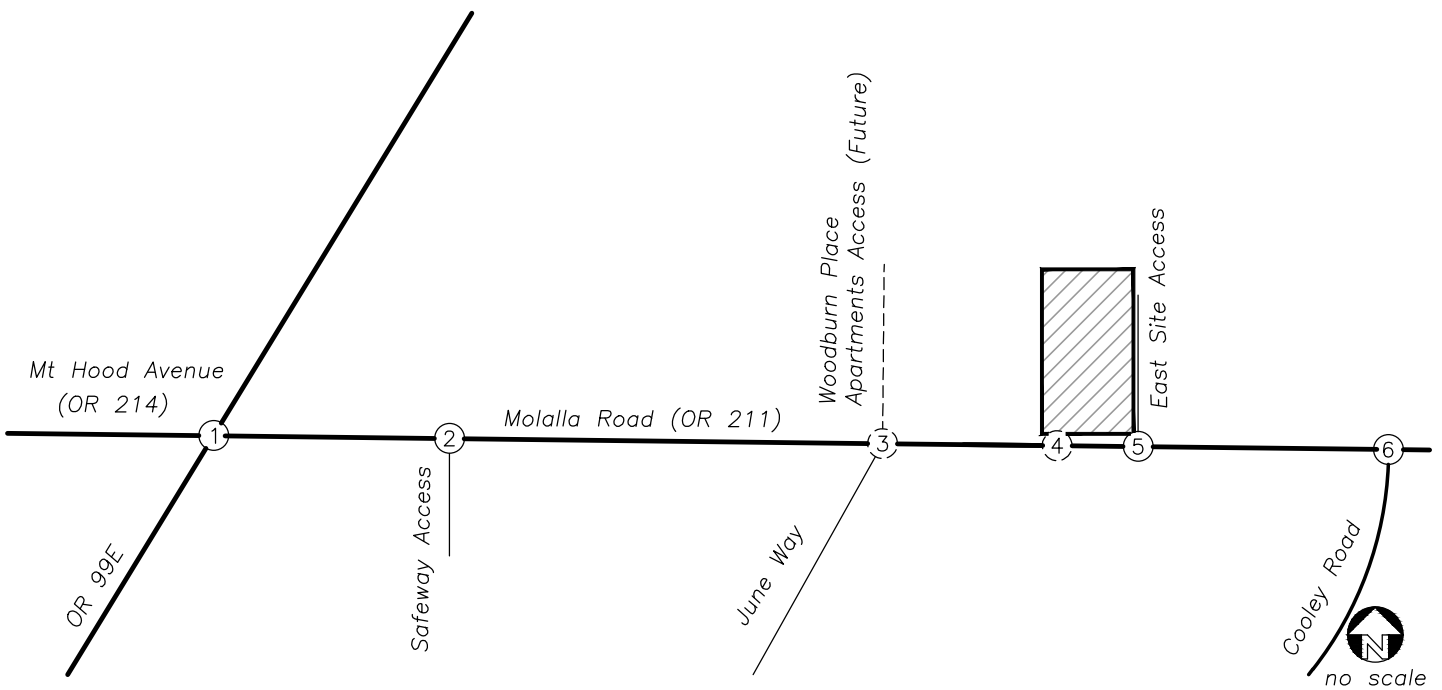 Woodburn Place
Apartments Access (Future)
East Site Access
Mt Hood Avenue
(OR 214)
Molalla Road (OR 211)
1
2
3
4
5
6
OR 99E
Safeway Access
June Way
Cooley Road
N
no scale